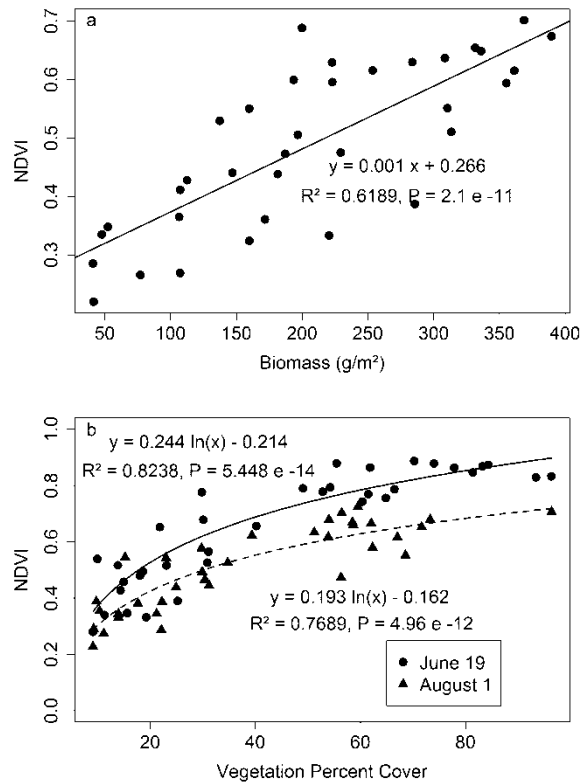 a
0.7
0.6
0.5
0.4
0.3
NDVI
y = 0.001 x + 0.266
R² = 0.6189, P = 2.1 e -11
50 100 150 200 250 300 350 400
Biomass (g/m²)
b
1.0
0.8
0.6
0.4
0.2
0.0
NDVI
y = 0.244 ln(x) - 0.214
R² = 0.8238, P = 5.448 e -14
y = 0.193 ln(x) - 0.162
R² = 0.7689, P = 4.96 e -12
June 19
August 1
20 40 60 80
Vegetation Percent Cover